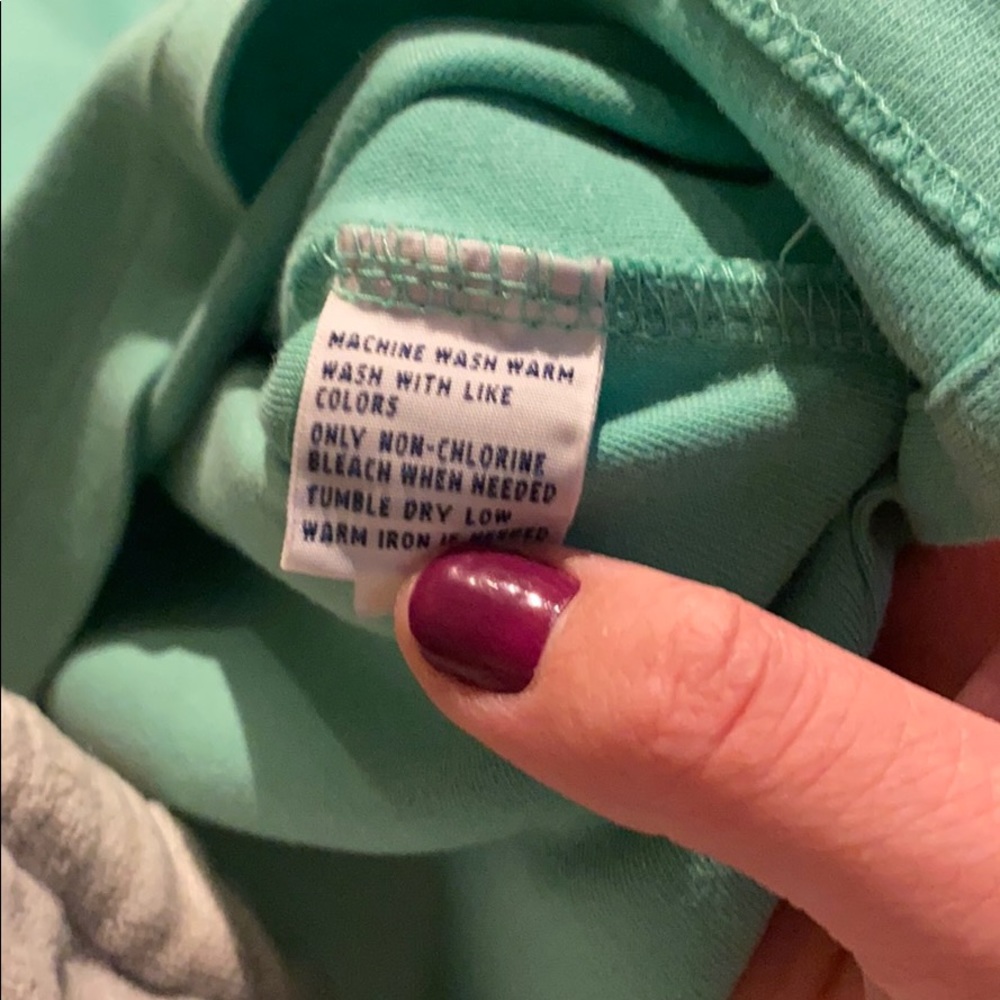 MACHINE WASH WARM
WASH WITH LIKE
COLORS
ONLY NON-CHLORINE
BLEACH WHEN NEEDED
TUMBLE DRY LOW
WARM IRON IF NEEDED